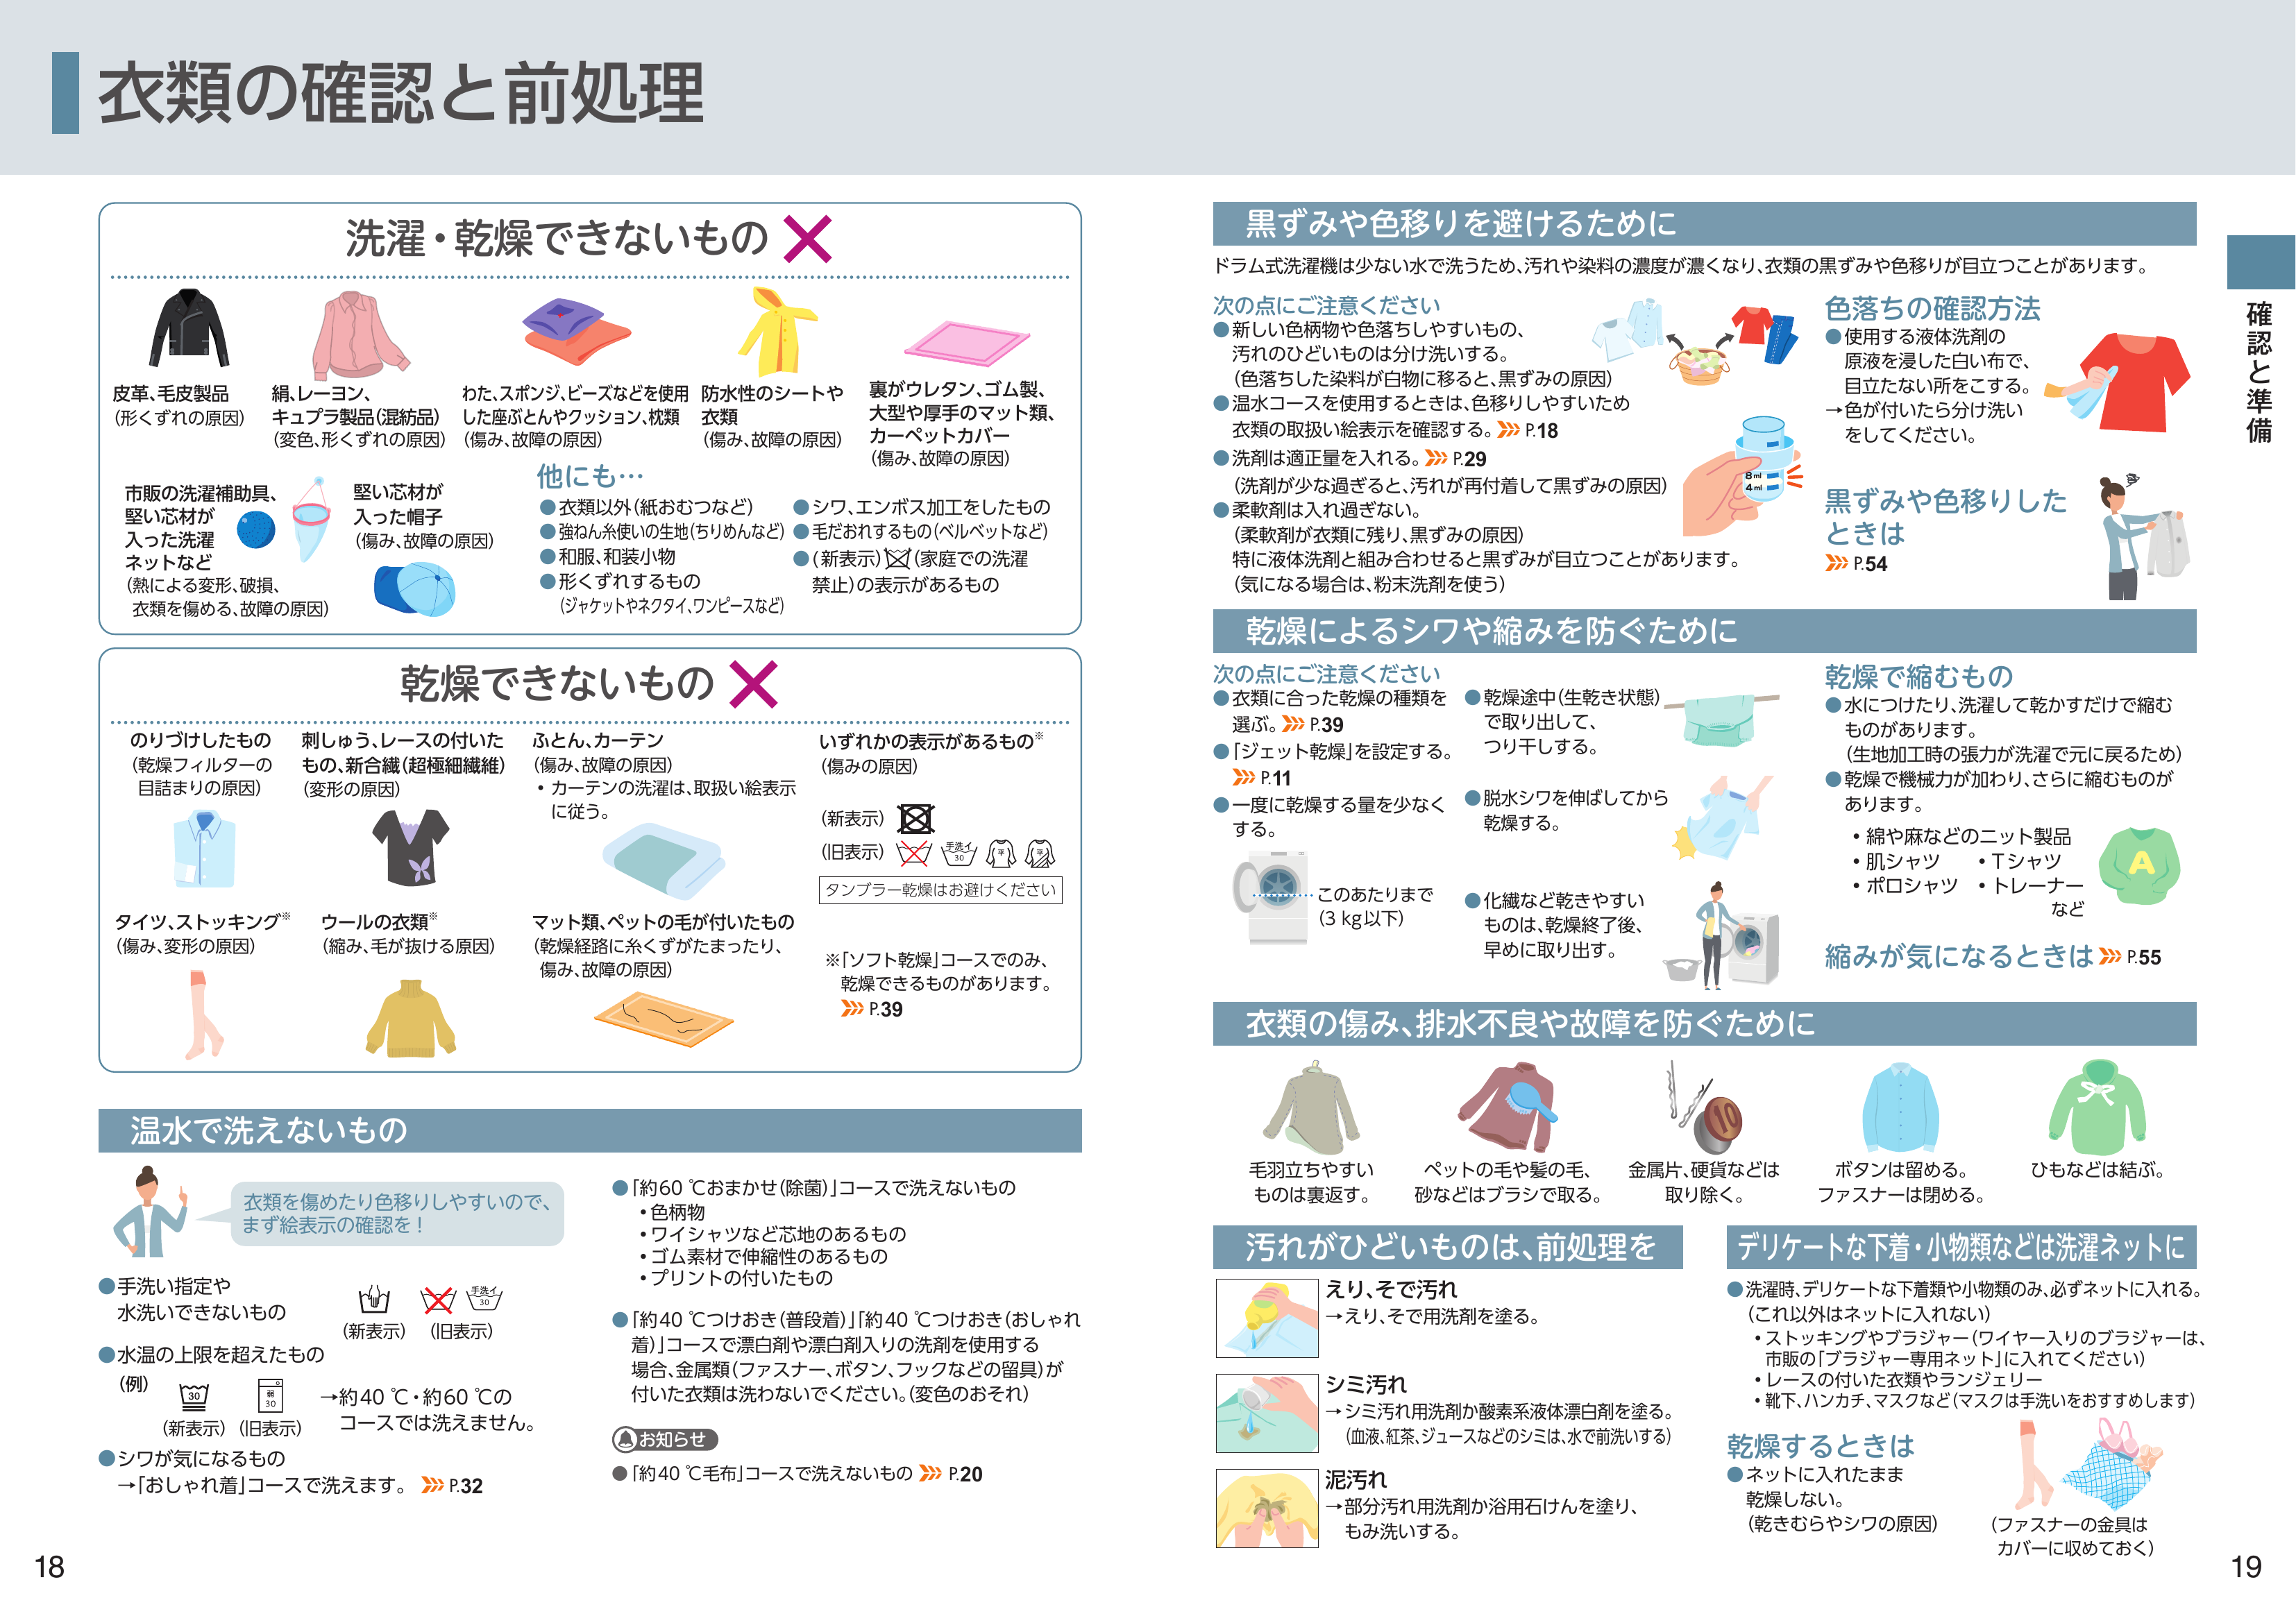 衣類の確認と前処理
洗濯・乾燥できないもの
皮革、毛皮製品
(形くずれの原因)
絹、レーヨン、
キュプラ製品(混紡品)
(変色、形くずれの原因)
わた、スポンジ、ビーズなどを使用
した座ぶとんやクッション、枕類
(傷み、故障の原因)
防水性のシートや
衣類
(傷み、故障の原因)
裏がウレタン、ゴム製、
大型や厚手のマット類、
カーペットカバー
(傷み、故障の原因)
市販の洗濯補助具、
堅い芯材が
入った洗濯
ネットなど
(熱による変形、破損、
衣類を傷める、故障の原因)
堅い芯材が
入った帽子
(傷み、故障の原因)
他にも…
●衣類以外(紙おむつなど)
●強ねん糸使いの生地(ちりめんなど)
●和服、和装小物
●形くずれするもの
(ジャケットやネクタイ、ワンピースなど)
●シワ、エンボス加工をしたもの
●毛だおれするもの(ベルベットなど)
●(新表示)(家庭での洗濯
禁止)の表示があるもの
乾燥できないもの
のりづけしたもの
(乾燥フィルターの
目詰まりの原因)
刺しゅう、レースの付いた
もの、新合繊(超極細繊維)
(変形の原因)
ふとん、カーテン
(傷み、故障の原因)
・カーテンの洗濯は、取扱い絵表示
に従う。
いずれかの表示があるもの※
(傷みの原因)
(新表示)
(旧表示) 手洗イ 30 平 平
タンブラー乾燥はお避けください
タイツ、ストッキング※
(傷み、変形の原因)
ウールの衣類※
(縮み、毛が抜ける原因)
マット類、ペットの毛が付いたもの
(乾燥経路に糸くずがたまったり、
傷み、故障の原因)
※「ソフト乾燥」コースでのみ、
乾燥できるものがあります。
P.39
温水で洗えないもの
衣類を傷めたり色移りしやすいので、
まず絵表示の確認を！
●手洗い指定や
水洗いできないもの
手洗イ 30
(新表示) (旧表示)
●水温の上限を超えたもの
(例)
30 弱 30
(新表示) (旧表示)
→約40 ℃・約60 ℃の
コースでは洗えません。
●シワが気になるもの
→「おしゃれ着」コースで洗えます。 P.32
●「約60 ℃おまかせ(除菌)」コースで洗えないもの
・色柄物
・ワイシャツなど芯地のあるもの
・ゴム素材で伸縮性のあるもの
・プリントの付いたもの
●「約40 ℃つけおき(普段着)」「約40 ℃つけおき(おしゃれ
着)」コースで漂白剤や漂白剤入りの洗剤を使用する
場合、金属類(ファスナー、ボタン、フックなどの留具)が
付いた衣類は洗わないでください。(変色のおそれ)
お知らせ
●「約40 ℃毛布」コースで洗えないもの P.20
18
黒ずみや色移りを避けるために
ドラム式洗濯機は少ない水で洗うため、汚れや染料の濃度が濃くなり、衣類の黒ずみや色移りが目立つことがあります。
次の点にご注意ください
●新しい色柄物や色落ちしやすいもの、
汚れのひどいものは分け洗いする。
(色落ちした染料が白物に移ると、黒ずみの原因)
●温水コースを使用するときは、色移りしやすいため
衣類の取扱い絵表示を確認する。 P.18
●洗剤は適正量を入れる。 P.29
(洗剤が少な過ぎると、汚れが再付着して黒ずみの原因)
●柔軟剤は入れ過ぎない。
(柔軟剤が衣類に残り、黒ずみの原因)
特に液体洗剤と組み合わせると黒ずみが目立つことがあります。
(気になる場合は、粉末洗剤を使う)
8ml
4ml
色落ちの確認方法
●使用する液体洗剤の
原液を浸した白い布で、
目立たない所をこする。
→色が付いたら分け洗い
をしてください。
黒ずみや色移りした
ときは
P.54
乾燥によるシワや縮みを防ぐために
次の点にご注意ください
●衣類に合った乾燥の種類を
選ぶ。 P.39
●「ジェット乾燥」を設定する。
P.11
●一度に乾燥する量を少なく
する。
このあたりまで
(3 kg以下)
●乾燥途中(生乾き状態)
で取り出して、
つり干しする。
●脱水シワを伸ばしてから
乾燥する。
●化繊など乾きやすい
ものは、乾燥終了後、
早めに取り出す。
乾燥で縮むもの
●水につけたり、洗濯して乾かすだけで縮む
ものがあります。
(生地加工時の張力が洗濯で元に戻るため)
●乾燥で機械力が加わり、さらに縮むものが
あります。
・綿や麻などのニット製品
・肌シャツ ・Tシャツ
・ポロシャツ ・トレーナー
など
A
縮みが気になるときは P.55
衣類の傷み、排水不良や故障を防ぐために
10
毛羽立ちやすい
ものは裏返す。
ペットの毛や髪の毛、
砂などはブラシで取る。
金属片、硬貨などは
取り除く。
ボタンは留める。
ファスナーは閉める。
ひもなどは結ぶ。
汚れがひどいものは、前処理を
えり、そで汚れ
→えり、そで用洗剤を塗る。
シミ汚れ
→シミ汚れ用洗剤か酸素系液体漂白剤を塗る。
(血液、紅茶、ジュースなどのシミは、水で前洗いする)
泥汚れ
→部分汚れ用洗剤か浴用石けんを塗り、
もみ洗いする。
デリケートな下着・小物類などは洗濯ネットに
●洗濯時、デリケートな下着類や小物類のみ、必ずネットに入れる。
(これ以外はネットに入れない)
・ストッキングやブラジャー(ワイヤー入りのブラジャーは、
市販の「ブラジャー専用ネット」に入れてください)
・レースの付いた衣類やランジェリー
・靴下、ハンカチ、マスクなど(マスクは手洗いをおすすめします)
乾燥するときは
●ネットに入れたまま
乾燥しない。
(乾きむらやシワの原因)
(ファスナーの金具は
カバーに収めておく)
確認と準備
19